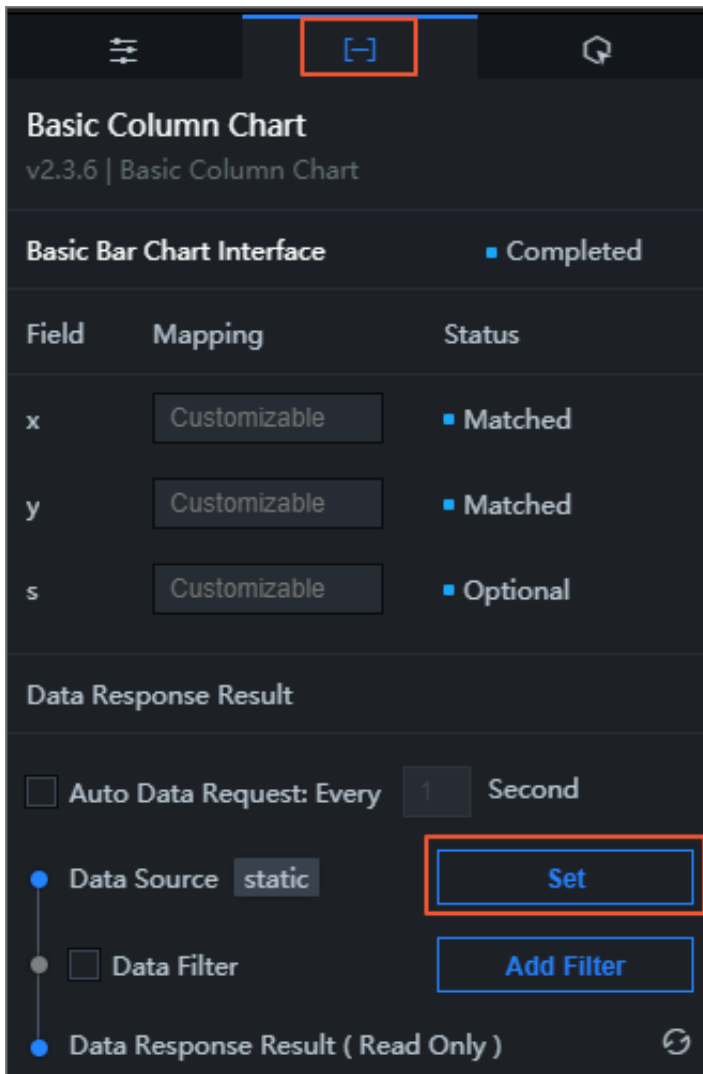 Basic Column Chart
v2.3.6 | Basic Column Chart
Basic Bar Chart Interface Completed
Field Mapping Status
x Customizable Matched
y Customizable Matched
s Customizable Optional
Data Response Result
Auto Data Request: Every 1 Second
Data Source static Set
Data Filter Add Filter
Data Response Result ( Read Only )